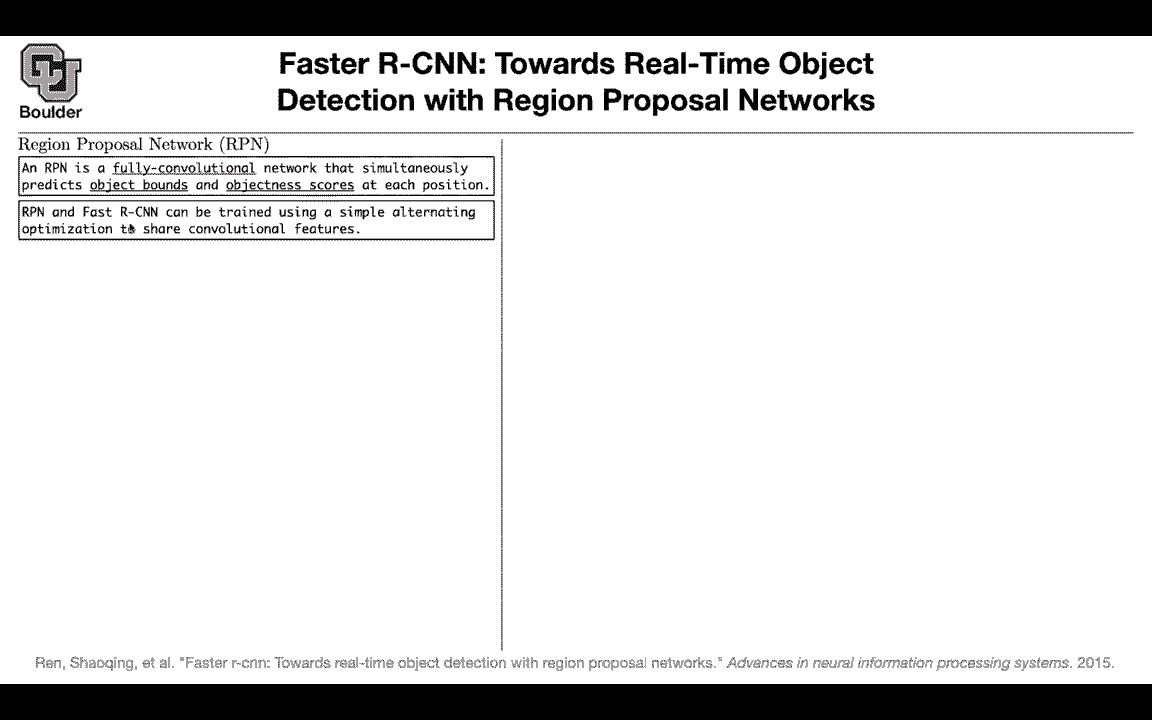 Boulder
Faster R-CNN: Towards Real-Time Object
Detection with Region Proposal Networks
Region Proposal Network (RPN)
An RPN is a fully-convolutional network that simultaneously
predicts object bounds and objectness scores at each position.
RPN and Fast R-CNN can be trained using a simple alternating
optimization to share convolutional features.
Ren, Shaoqing, et al. "Faster r-cnn: Towards real-time object detection with region proposal networks." Advances in neural information processing systems. 2015.